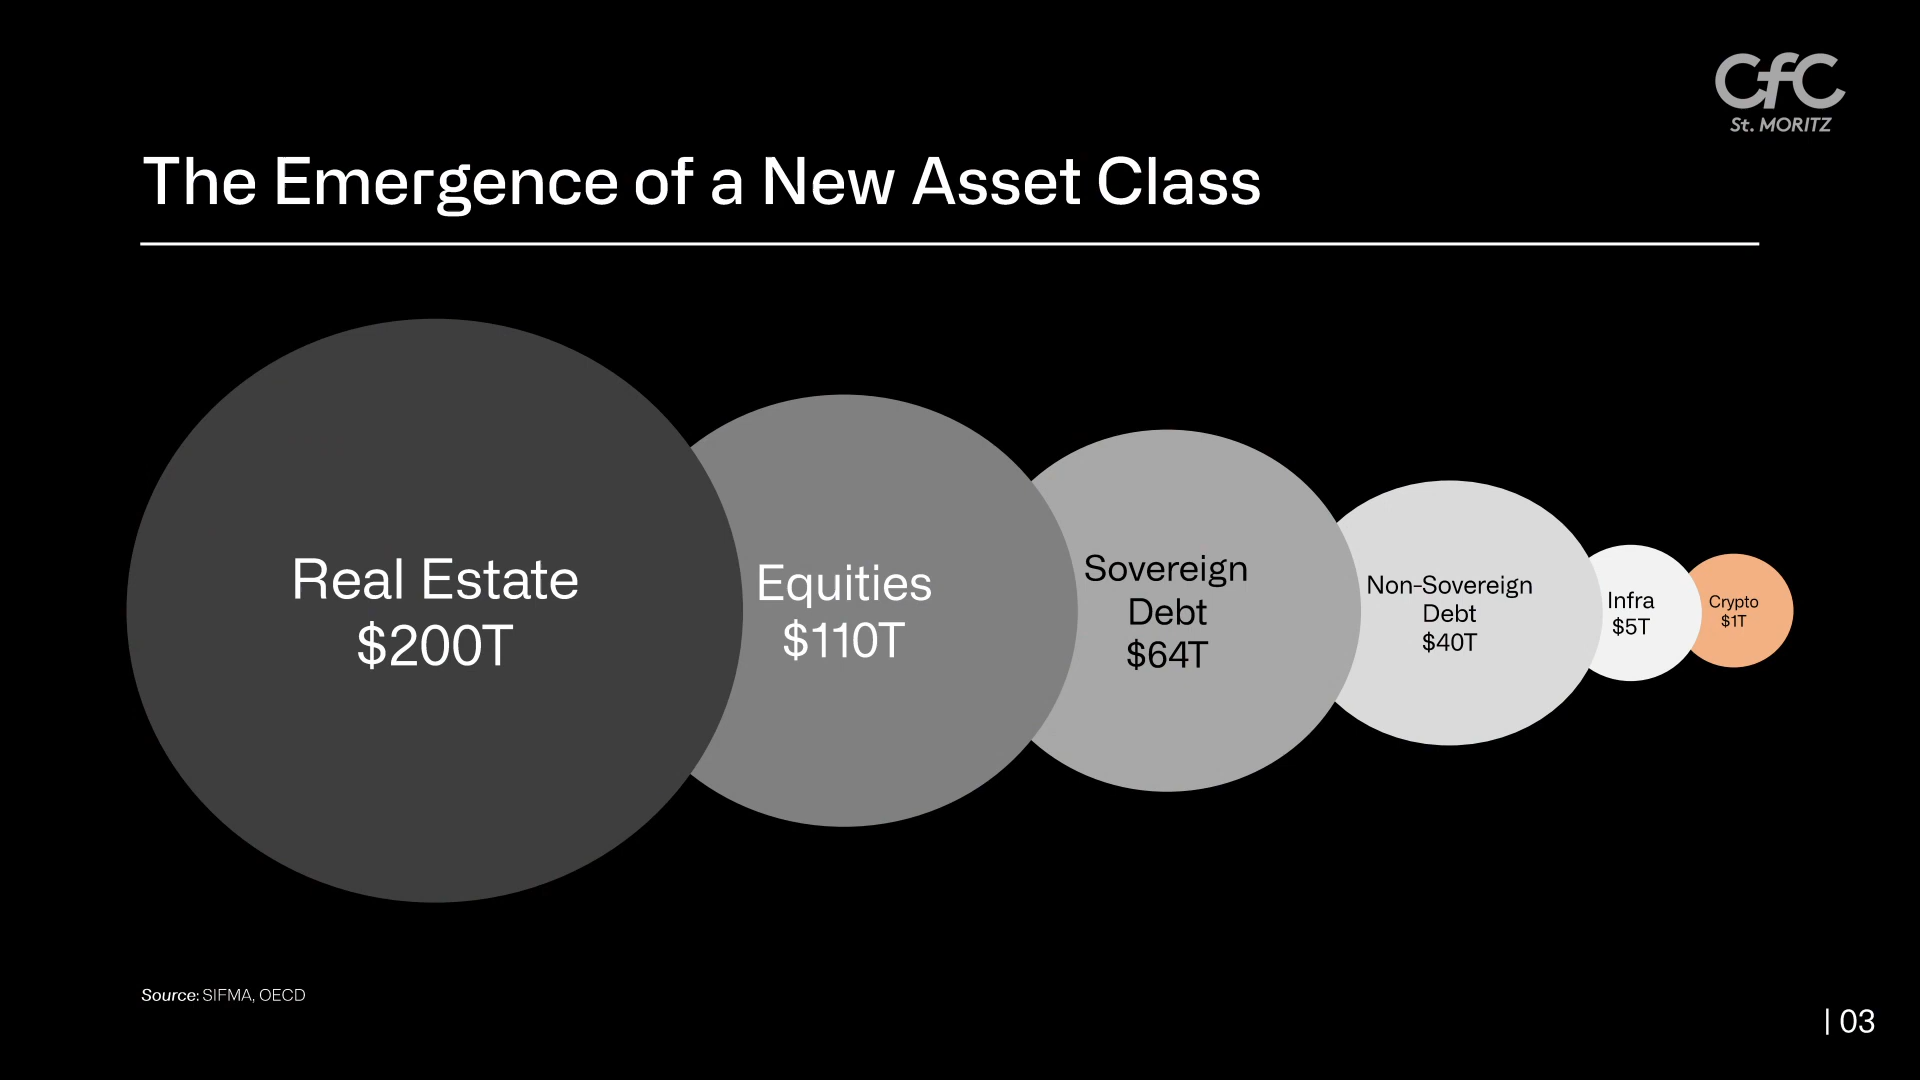 CfC
St. MORITZ
The Emergence of a New Asset Class
Real Estate
$200T
Equities
$110T
Sovereign
Debt
$64T
Non-Sovereign
Debt
$40T
Infra
$5T
Crypto
$1T
Source: SIFMA, OECD
| 03